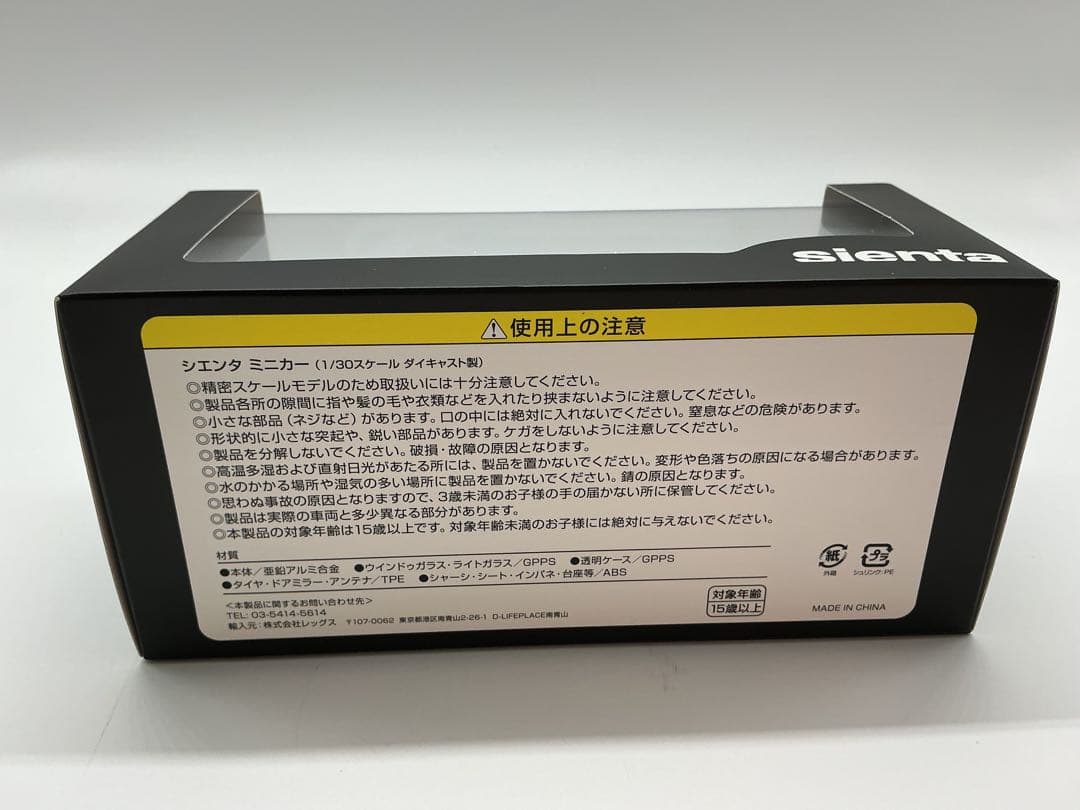 sienta
⚠使用上の注意
シエンタ ミニカー(1/30スケール ダイキャスト製)
◎精密スケールモデルのため取扱いには十分注意してください。
◎製品各所の隙間に指や髪の毛や衣類などを入れたり挟まないように注意してください。
◎小さな部品(ネジなど)があります。口の中には絶対に入れないでください。窒息などの危険があります。
◎形状的に小さな突起や、鋭い部品があります。ケガをしないように注意してください。
◎製品を分解しないでください。破損・故障の原因となります。
◎高温多湿および直射日光があたる所には、製品を置かないでください。変形や色落ちの原因になる場合があります。
◎水のかかる場所や湿気の多い場所に製品を置かないでください。錆の原因となります。
◎思わぬ事故の原因となりますので、3歳未満のお子様の手の届かない所に保管してください。
◎製品は実際の車両と多少異なる部分があります。
◎本製品の対象年齢は15歳以上です。対象年齢未満のお子様には絶対に与えないでください。
材質
●本体/亜鉛アルミ合金 ●ウインドゥガラス・ライトガラス/GPPS ●透明ケース/GPPS
●タイヤ・ドアミラー・アンテナ/TPE ●シャーシ・シート・インパネ・台座等/ABS
紙 プラ
外箱 シュリンク:PE
<本製品に関するお問い合わせ先>
TEL: 03-5414-5614
輸入元:株式会社レッグス 〒107-0062 東京都港区南青山2-26-1 D-LIFEPLACE南青山
対象年齢
15歳以上
MADE IN CHINA